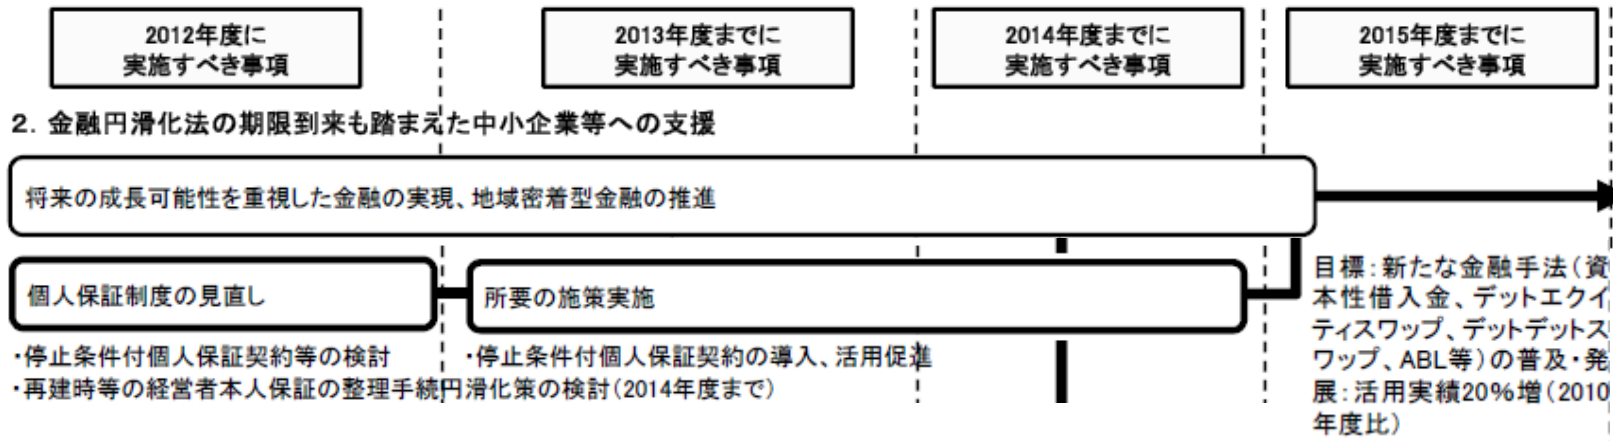 2012年度に
実施すべき事項
2013年度までに
実施すべき事項
2014年度までに
実施すべき事項
2015年度までに
実施すべき事項
2．金融円滑化法の期限到来も踏まえた中小企業等への支援
将来の成長可能性を重視した金融の実現、地域密着型金融の推進
個人保証制度の見直し
所要の施策実施
・停止条件付個人保証契約等の検討
・停止条件付個人保証契約の導入、活用促進
・再建時等の経営者本人保証の整理手続円滑化策の検討（2014年度まで）
目標：新たな金融手法（資
本性借入金、デットエクイ
ティスワップ、デットデットス
ワップ、ABL等）の普及・発
展：活用実績20％増（2010
年度比）